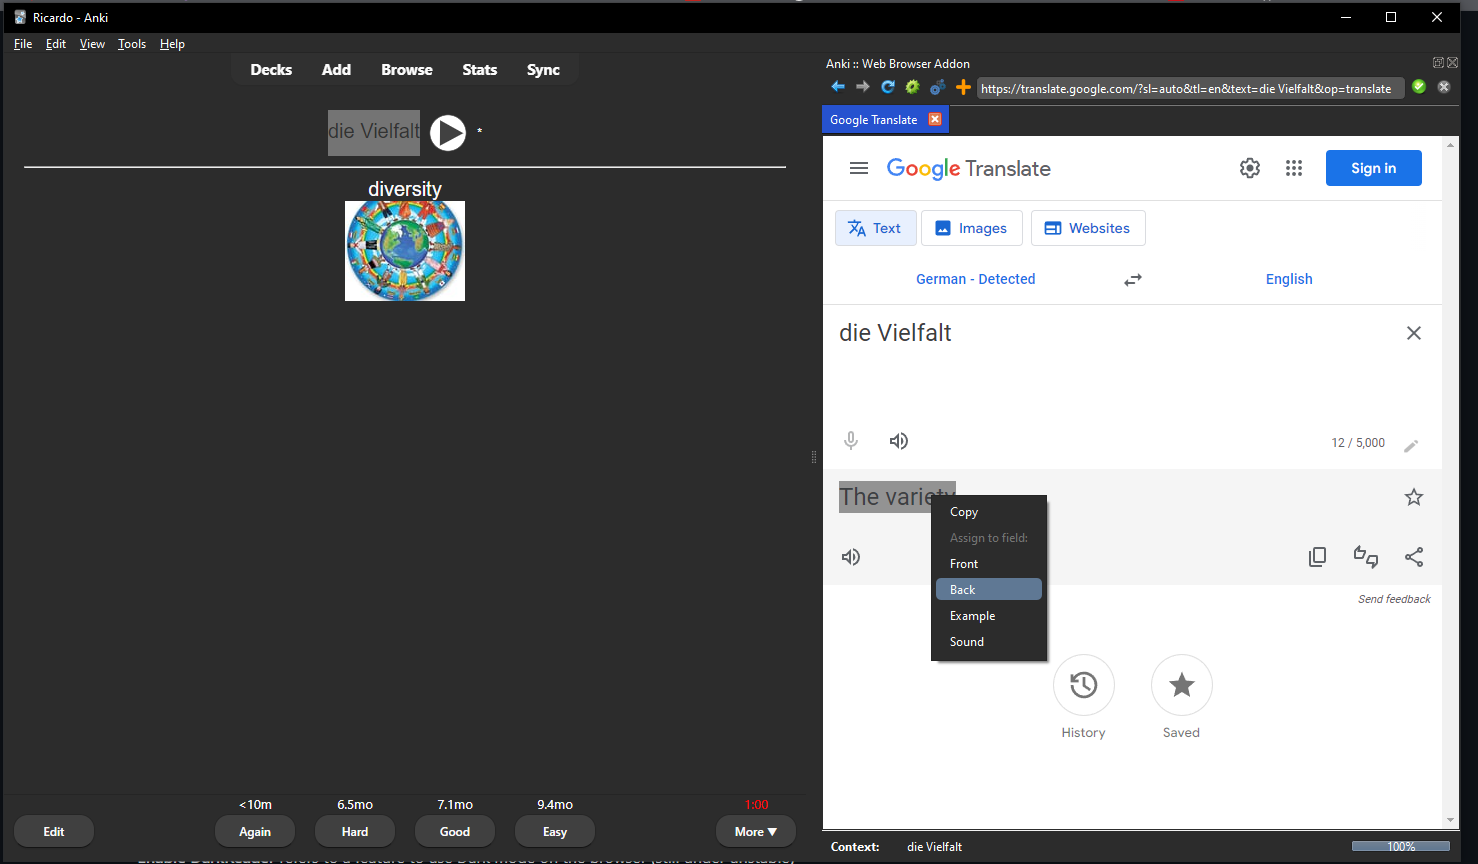 Ricardo - Anki
File Edit View Tools Help
Decks Add Browse Stats Sync
die Vielfalt *
diversity
<10m 6.5mo 7.1mo 9.4mo 1:00
Edit Again Hard Good Easy More ▼
Anki :: Web Browser Addon
https://translate.google.com/?sl=auto&tl=en&text=die Vielfalt&op=translate
Google Translate
Google Translate
Sign in
Text Images Websites
German - Detected English
die Vielfalt
12 / 5,000
The variety
Copy
Assign to field:
Front
Back
Example
Sound
Send feedback
History Saved
Context: die Vielfalt 100%